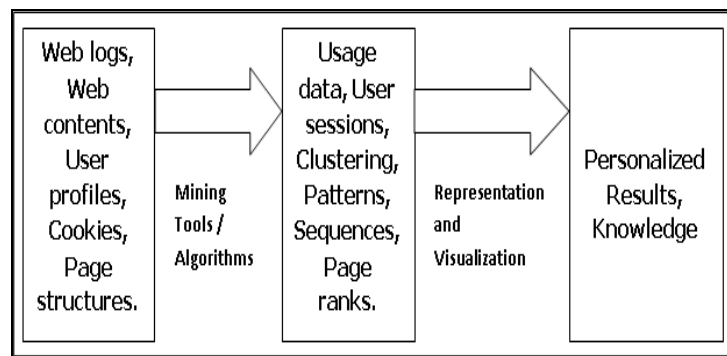 Web logs,
Web
contents,
User
profiles,
Cookies,
Page
structures.
Mining
Tools /
Algorithms
Usage
data, User
sessions,
Clustering,
Patterns,
Sequences,
Page
ranks.
Representation
and
Visualization
Personalized
Results,
Knowledge